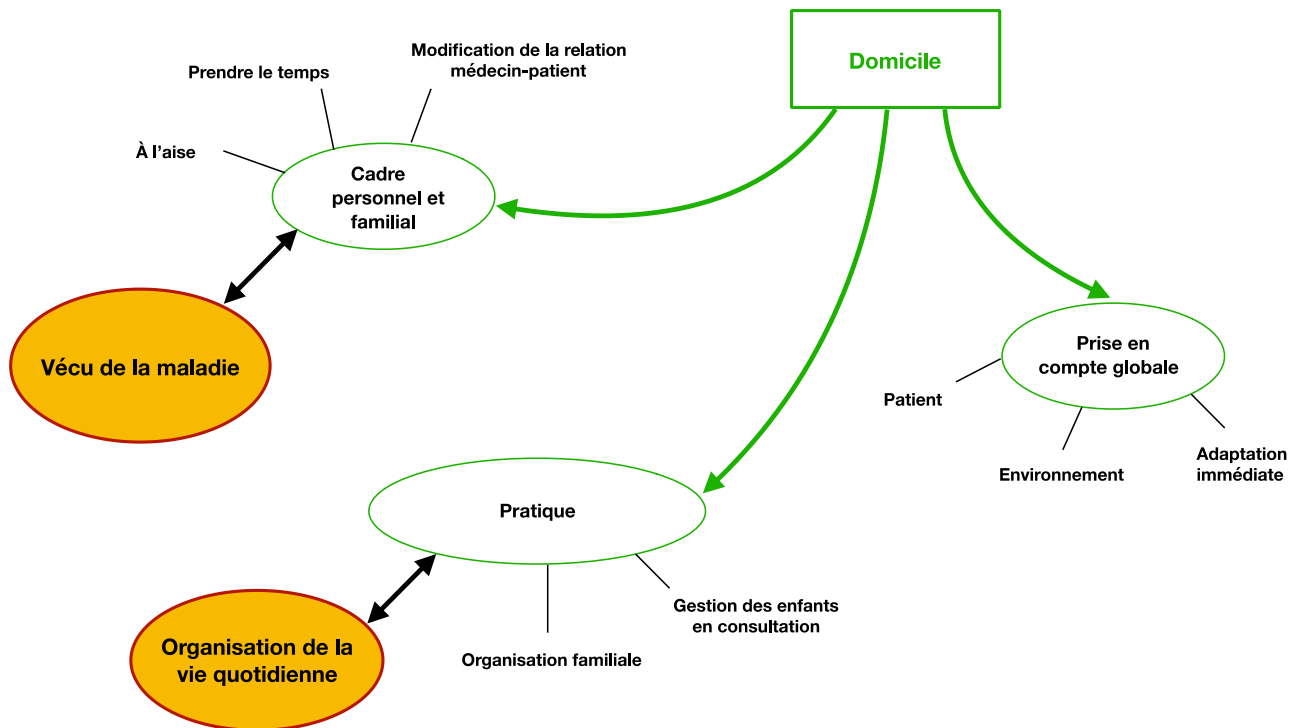 Modification de la relation
médecin-patient
Prendre le temps
À l’aise
Domicile
Cadre
personnel et
familial
Vécu de la maladie
Prise en
compte globale
Patient
Environnement
Adaptation
immédiate
Pratique
Gestion des enfants
en consultation
Organisation familiale
Organisation de la
vie quotidienne